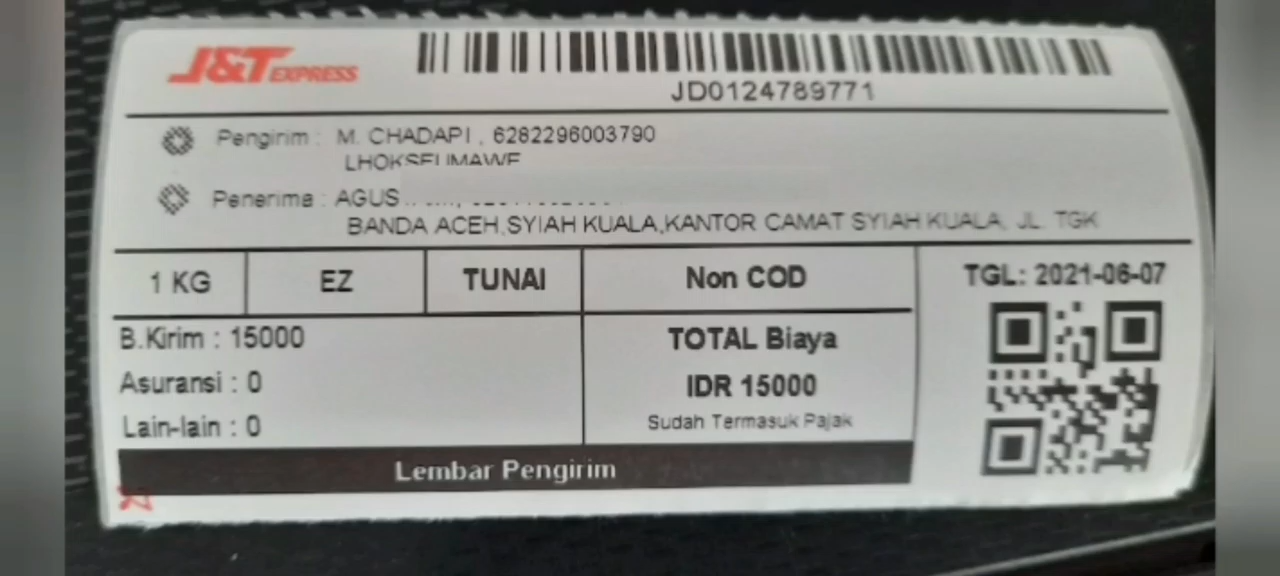 J&T EXPRESS
JD0124789771
Pengirim : M. CHADAPI , 6282296003790
LHOKSEUMAWE
Penerima : AGUS
BANDA ACEH,SYIAH KUALA,KANTOR CAMAT SYIAH KUALA, JL. TGK
1 KG EZ TUNAI Non COD TGL: 2021-06-07
B.Kirim : 15000
Asuransi : 0
Lain-lain : 0
TOTAL Biaya
IDR 15000
Sudah Termasuk Pajak
Lembar Pengirim